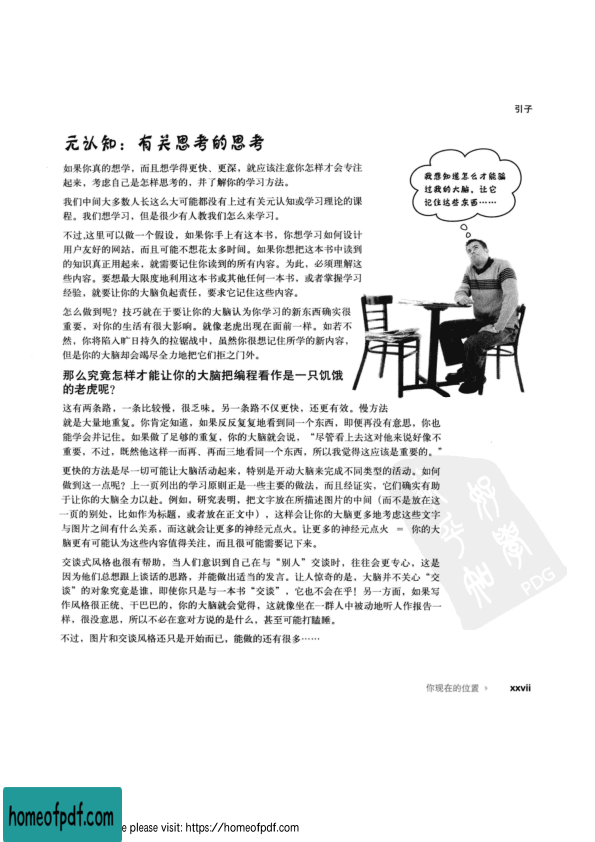 引子
元认知：有关思考的思考
如果你真的想学，而且想学得更快、更深，就应该注意你怎样才会专注
起来，考虑自己是怎样思考的，并了解你的学习方法。
我们中间大多数人长这么大可能都没有上过有关元认知或学习理论的课
程。我们想学习，但是很少有人教我们怎么来学习。
不过,这里可以做一个假设，如果你手上有这本书，你想学习如何设计
用户友好的网站，而且可能不想花太多时间。如果你想把这本书中读到
的知识真正用起来，就需要记住你读到的所有内容。为此，必须理解这
些内容。要想最大限度地利用这本书或其他任何一本书，或者掌握学习
经验，就要让你的大脑负起责任，要求它记住这些内容。
怎么做到呢？技巧就在于要让你的大脑认为你学习的新东西确实很
重要，对你的生活有很大影响。就像老虎出现在面前一样。如若不
然，你将陷入旷日持久的拉锯战中，虽然你很想记住所学的新内容，
但是你的大脑却会竭尽全力地把它们拒之门外。
我想知道怎么才能骗
过我的大脑，让它
记住这些东西……
那么究竟怎样才能让你的大脑把编程看作是一只饥饿
的老虎呢？
这有两条路，一条比较慢，很乏味。另一条路不仅更快，还更有效。慢方法
就是大量地重复。你肯定知道，如果反反复复地看到同一个东西，即便再没有意思，你也
能学会并记住。如果做了足够的重复，你的大脑就会说，“尽管看上去这对他来说好像不
重要，不过，既然他这样一而再、再而三地看同一个东西，所以我觉得这应该是重要的。”
更快的方法是尽一切可能让大脑活动起来，特别是开动大脑来完成不同类型的活动。如何
做到这一点呢？上一页列出的学习原则正是一些主要的做法，而且经证实，它们确实有助
于让你的大脑全力以赴。例如，研究表明，把文字放在所描述图片的中间（而不是放在这
一页的别处，比如作为标题，或者放在正文中），这样会让你的大脑更多地考虑这些文字
与图片之间有什么关系，而这就会让更多的神经元点火。让更多的神经元点火 = 你的大
脑更有可能认为这些内容值得关注，而且很可能需要记下来。
交谈式风格也很有帮助，当人们意识到自己在与“别人”交谈时，往往会更专心，这是
因为他们总想跟上谈话的思路，并能做出适当的发言。让人惊奇的是，大脑并不关心“交
谈”的对象究竟是谁，即使你只是与一本书“交谈”，它也不会在乎！另一方面，如果写
作风格很正统、干巴巴的，你的大脑就会觉得，这就像坐在一群人中被动地听人作报告一
样，很没意思，所以不必在意对方说的是什么，甚至可能打瞌睡。
不过，图片和交谈风格还只是开始而已，能做的还有很多……
PDG
你现在的位置 ▸ xxvii
homeofpdf.com
e please visit: https://homeofpdf.com